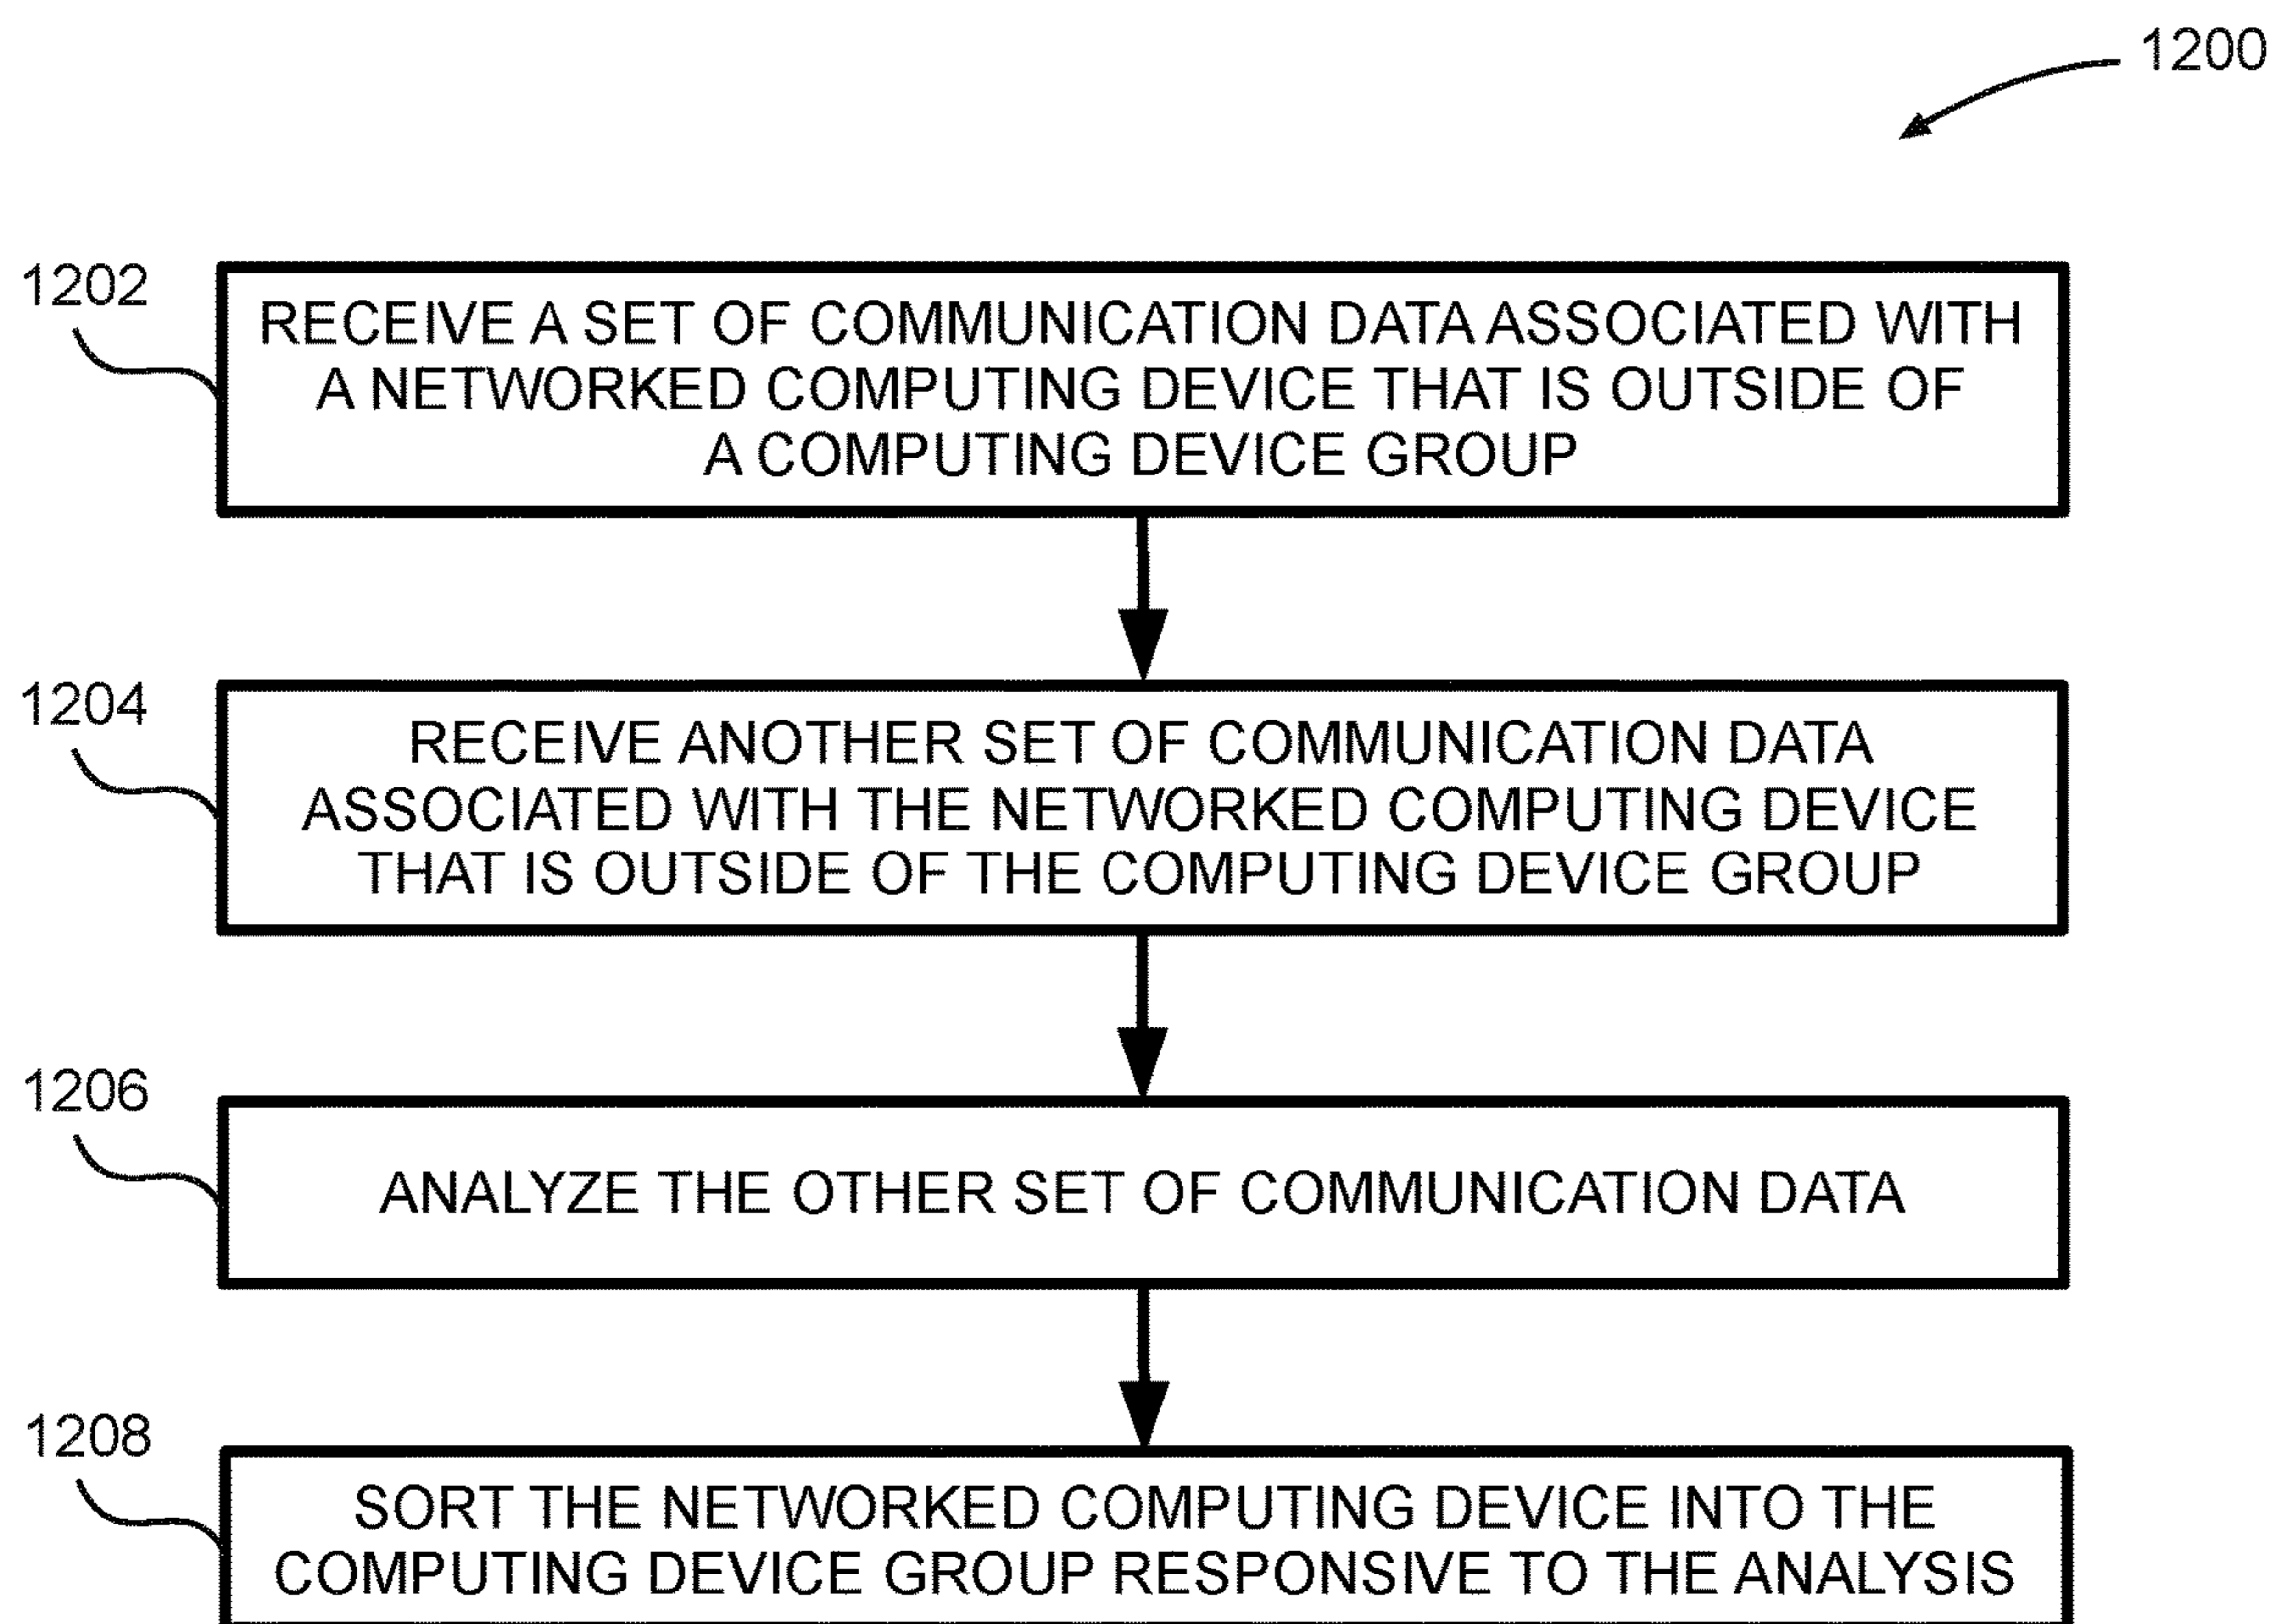 1200
1202
RECEIVE A SET OF COMMUNICATION DATA ASSOCIATED WITH
A NETWORKED COMPUTING DEVICE THAT IS OUTSIDE OF
A COMPUTING DEVICE GROUP
1204
RECEIVE ANOTHER SET OF COMMUNICATION DATA
ASSOCIATED WITH THE NETWORKED COMPUTING DEVICE
THAT IS OUTSIDE OF THE COMPUTING DEVICE GROUP
1206
ANALYZE THE OTHER SET OF COMMUNICATION DATA
1208
SORT THE NETWORKED COMPUTING DEVICE INTO THE
COMPUTING DEVICE GROUP RESPONSIVE TO THE ANALYSIS